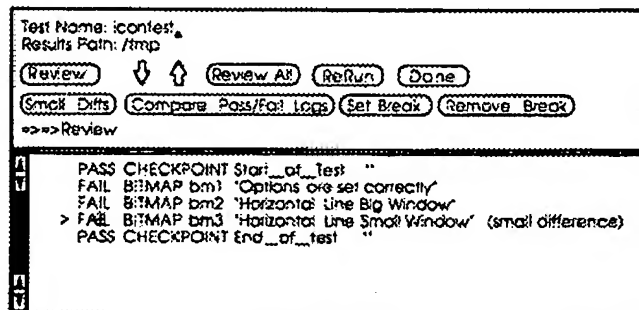 Test Name: icontest
Results Path: /tmp
Review Review All ReRun Done
Small Diffs Compare Pass/Fail Logs Set Break Remove Break
=>=>Review
PASS CHECKPOINT Start__of__Test ""
FAIL BITMAP bm1 "Options are set correctly"
FAIL BITMAP bm2 "Horizontal Line Big Window"
> FAIL BITMAP bm3 "Horizontal Line Small Window" (small difference)
PASS CHECKPOINT End__of__test ""